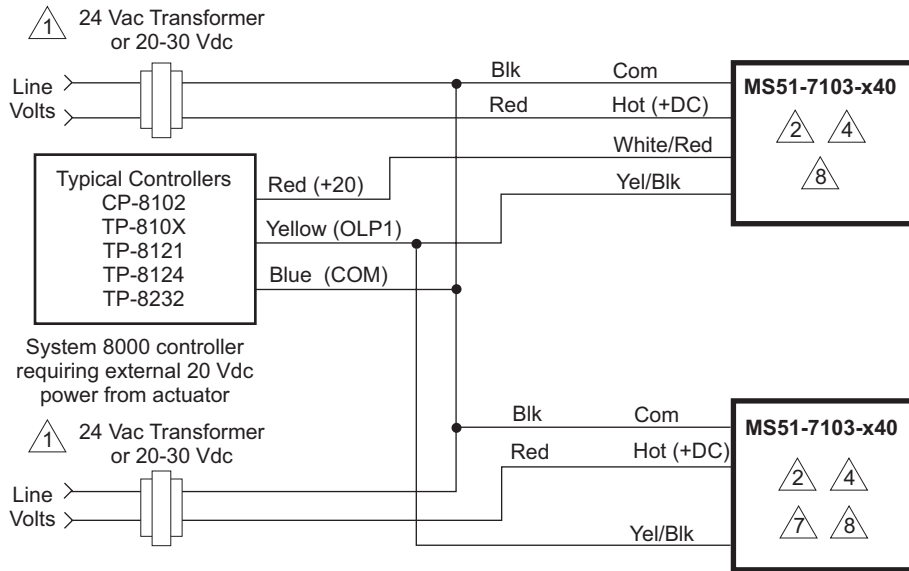 1
24 Vac Transformer
or 20-30 Vdc
Line
Volts
Blk Com
Red Hot (+DC)
White/Red
Yel/Blk
MS51-7103-x40
2 4
8
Typical Controllers
CP-8102
TP-810X
TP-8121
TP-8124
TP-8232
Red (+20)
Yellow (OLP1)
Blue (COM)
System 8000 controller
requiring external 20 Vdc
power from actuator
1
24 Vac Transformer
or 20-30 Vdc
Line
Volts
Blk Com
Red Hot (+DC)
Yel/Blk
MS51-7103-x40
2 4
7 8